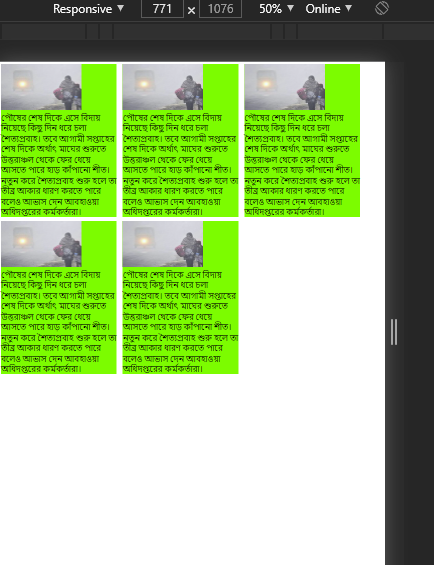 Responsive ▼ 771 × 1076 50% ▼ Online ▼
পৌষের শেষ দিকে এসে বিদায়
নিয়েছে কিছু দিন ধরে চলা
শৈত্যপ্রবাহ। তবে আগামী সপ্তাহের
শেষ দিকে অর্থাৎ মাঘের শুরুতে
উত্তরাঞ্চল থেকে ফের ধেয়ে
আসতে পারে হাড় কাঁপানো শীত।
নতুন করে শৈত্যপ্রবাহ শুরু হলে তা
তীব্র আকার ধারণ করতে পারে
বলেও আভাস দেন আবহাওয়া
অধিদপ্তরের কর্মকর্তারা।
পৌষের শেষ দিকে এসে বিদায়
নিয়েছে কিছু দিন ধরে চলা
শৈত্যপ্রবাহ। তবে আগামী সপ্তাহের
শেষ দিকে অর্থাৎ মাঘের শুরুতে
উত্তরাঞ্চল থেকে ফের ধেয়ে
আসতে পারে হাড় কাঁপানো শীত।
নতুন করে শৈত্যপ্রবাহ শুরু হলে তা
তীব্র আকার ধারণ করতে পারে
বলেও আভাস দেন আবহাওয়া
অধিদপ্তরের কর্মকর্তারা।
পৌষের শেষ দিকে এসে বিদায়
নিয়েছে কিছু দিন ধরে চলা
শৈত্যপ্রবাহ। তবে আগামী সপ্তাহের
শেষ দিকে অর্থাৎ মাঘের শুরুতে
উত্তরাঞ্চল থেকে ফের ধেয়ে
আসতে পারে হাড় কাঁপানো শীত।
নতুন করে শৈত্যপ্রবাহ শুরু হলে তা
তীব্র আকার ধারণ করতে পারে
বলেও আভাস দেন আবহাওয়া
অধিদপ্তরের কর্মকর্তারা।
পৌষের শেষ দিকে এসে বিদায়
নিয়েছে কিছু দিন ধরে চলা
শৈত্যপ্রবাহ। তবে আগামী সপ্তাহের
শেষ দিকে অর্থাৎ মাঘের শুরুতে
উত্তরাঞ্চল থেকে ফের ধেয়ে
আসতে পারে হাড় কাঁপানো শীত।
নতুন করে শৈত্যপ্রবাহ শুরু হলে তা
তীব্র আকার ধারণ করতে পারে
বলেও আভাস দেন আবহাওয়া
অধিদপ্তরের কর্মকর্তারা।
পৌষের শেষ দিকে এসে বিদায়
নিয়েছে কিছু দিন ধরে চলা
শৈত্যপ্রবাহ। তবে আগামী সপ্তাহের
শেষ দিকে অর্থাৎ মাঘের শুরুতে
উত্তরাঞ্চল থেকে ফের ধেয়ে
আসতে পারে হাড় কাঁপানো শীত।
নতুন করে শৈত্যপ্রবাহ শুরু হলে তা
তীব্র আকার ধারণ করতে পারে
বলেও আভাস দেন আবহাওয়া
অধিদপ্তরের কর্মকর্তারা।